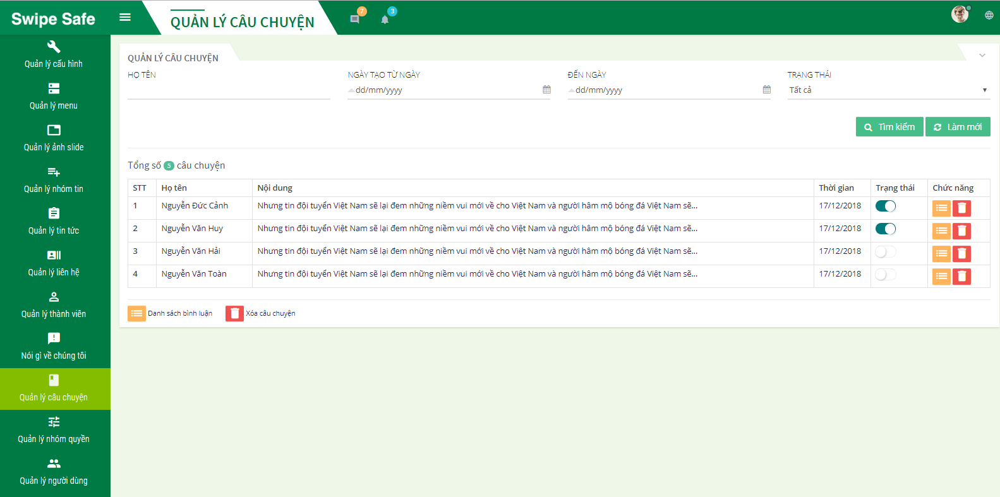 Swipe Safe
QUẢN LÝ CÂU CHUYỆN
7
3
Quản lý cấu hình
Quản lý menu
Quản lý ảnh slide
Quản lý nhóm tin
Quản lý tin tức
Quản lý liên hệ
Quản lý thành viên
Nói gì về chúng tôi
Quản lý câu chuyện
Quản lý nhóm quyền
Quản lý người dùng
QUẢN LÝ CÂU CHUYỆN
HỌ TÊN NGÀY TẠO TỪ NGÀY ĐẾN NGÀY TRẠNG THÁI
dd/mm/yyyy dd/mm/yyyy Tất cả
Tìm kiếm Làm mới
Tổng số 5 câu chuyện
STT Họ tên Nội dung Thời gian Trạng thái Chức năng
1 Nguyễn Đức Cảnh Nhưng tin đội tuyển Việt Nam sẽ lại đem những niềm vui mới về cho Việt Nam và người hâm mộ bóng đá Việt Nam sẽ... 17/12/2018
2 Nguyễn Văn Huy Nhưng tin đội tuyển Việt Nam sẽ lại đem những niềm vui mới về cho Việt Nam và người hâm mộ bóng đá Việt Nam sẽ... 17/12/2018
3 Nguyễn Văn Hải Nhưng tin đội tuyển Việt Nam sẽ lại đem những niềm vui mới về cho Việt Nam và người hâm mộ bóng đá Việt Nam sẽ... 17/12/2018
4 Nguyễn Văn Toàn Nhưng tin đội tuyển Việt Nam sẽ lại đem những niềm vui mới về cho Việt Nam và người hâm mộ bóng đá Việt Nam sẽ... 17/12/2018
Danh sách bình luận Xóa câu chuyện